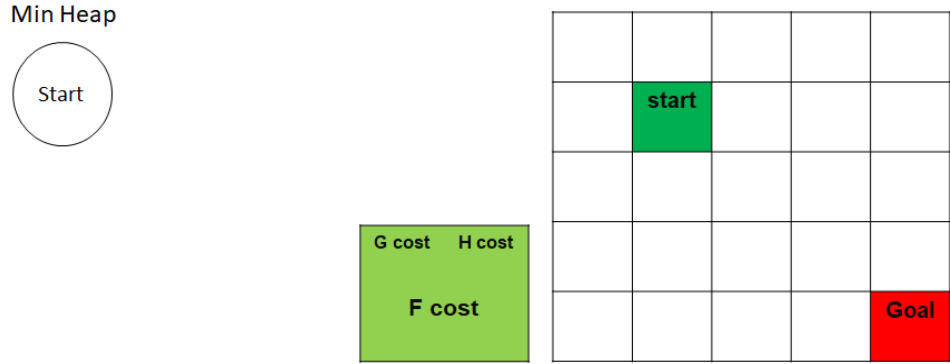 Min Heap
Start
start
G cost H cost
F cost
Goal